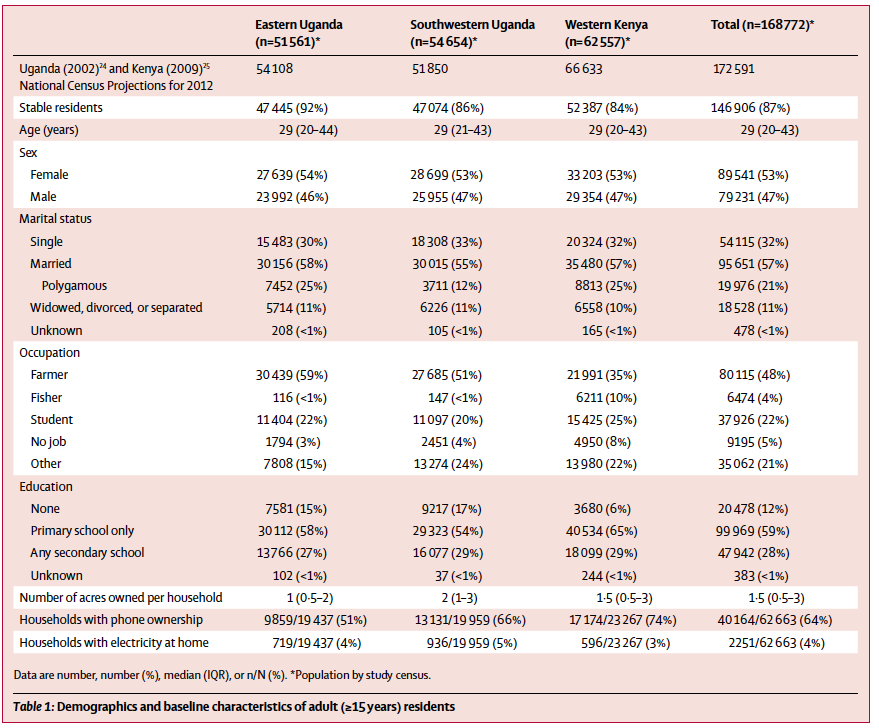 Eastern Uganda Southwestern Uganda Western Kenya Total (n=168 772)*
(n=51 561)* (n=54 654)* (n=62 557)*
Uganda (2002)²⁴ and Kenya (2009)²⁵ 54 108 51 850 66 633 172 591
National Census Projections for 2012
Stable residents 47 445 (92%) 47 074 (86%) 52 387 (84%) 146 906 (87%)
Age (years) 29 (20–44) 29 (21–43) 29 (20–43) 29 (20–43)
Sex
Female 27 639 (54%) 28 699 (53%) 33 203 (53%) 89 541 (53%)
Male 23 992 (46%) 25 955 (47%) 29 354 (47%) 79 231 (47%)
Marital status
Single 15 483 (30%) 18 308 (33%) 20 324 (32%) 54 115 (32%)
Married 30 156 (58%) 30 015 (55%) 35 480 (57%) 95 651 (57%)
Polygamous 7452 (25%) 3711 (12%) 8813 (25%) 19 976 (21%)
Widowed, divorced, or separated 5714 (11%) 6226 (11%) 6558 (10%) 18 528 (11%)
Unknown 208 (<1%) 105 (<1%) 165 (<1%) 478 (<1%)
Occupation
Farmer 30 439 (59%) 27 685 (51%) 21 991 (35%) 80 115 (48%)
Fisher 116 (<1%) 147 (<1%) 6211 (10%) 6474 (4%)
Student 11 404 (22%) 11 097 (20%) 15 425 (25%) 37 926 (22%)
No job 1794 (3%) 2451 (4%) 4950 (8%) 9195 (5%)
Other 7808 (15%) 13 274 (24%) 13 980 (22%) 35 062 (21%)
Education
None 7581 (15%) 9217 (17%) 3680 (6%) 20 478 (12%)
Primary school only 30 112 (58%) 29 323 (54%) 40 534 (65%) 99 969 (59%)
Any secondary school 13 766 (27%) 16 077 (29%) 18 099 (29%) 47 942 (28%)
Unknown 102 (<1%) 37 (<1%) 244 (<1%) 383 (<1%)
Number of acres owned per household 1 (0·5–2) 2 (1–3) 1·5 (0·5–3) 1·5 (0·5–3)
Households with phone ownership 9859/19 437 (51%) 13 131/19 959 (66%) 17 174/23 267 (74%) 40 164/62 663 (64%)
Households with electricity at home 719/19 437 (4%) 936/19 959 (5%) 596/23 267 (3%) 2251/62 663 (4%)
Data are number, number (%), median (IQR), or n/N (%). *Population by study census.
Table 1: Demographics and baseline characteristics of adult (≥15 years) residents